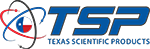 TSP
TEXAS SCIENTIFIC PRODUCTS